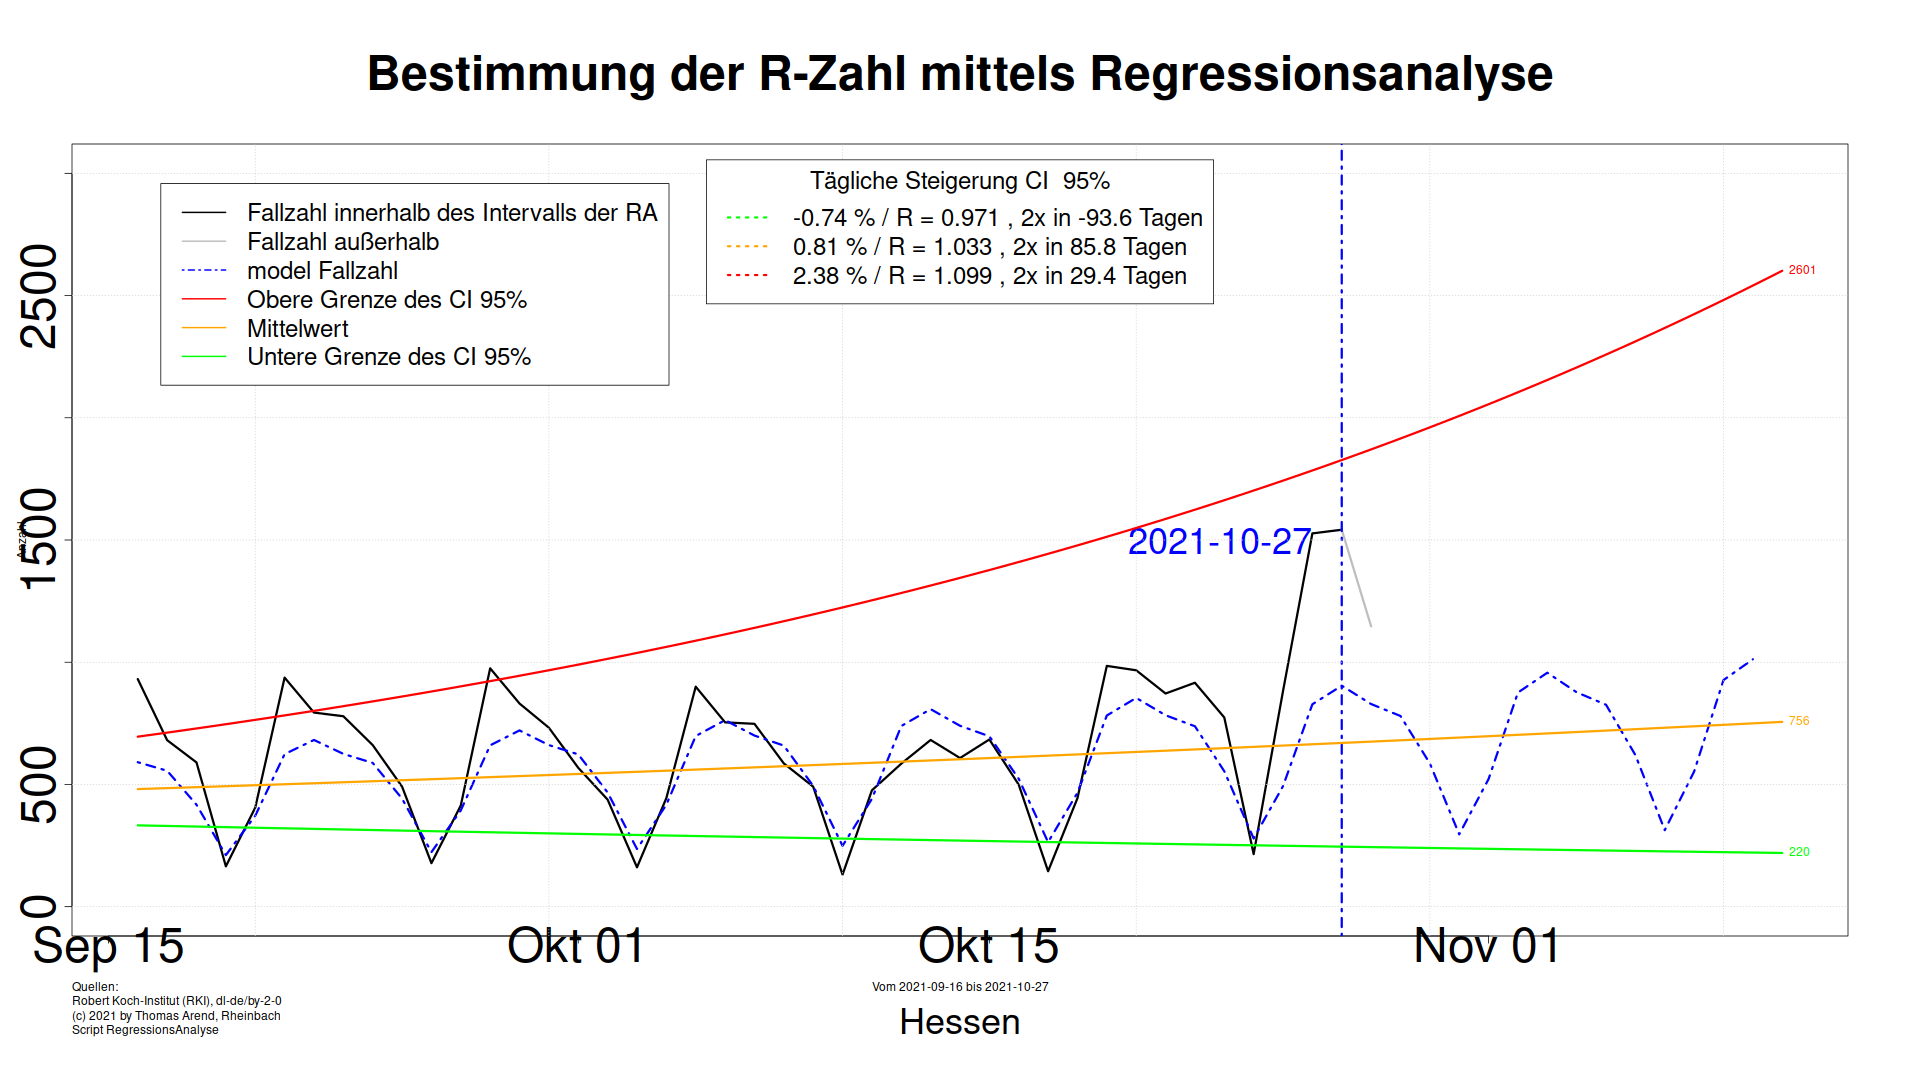 Bestimmung der R-Zahl mittels Regressionsanalyse
Fallzahl innerhalb des Intervalls der RA
Fallzahl außerhalb
model Fallzahl
Obere Grenze des CI 95%
Mittelwert
Untere Grenze des CI 95%
Tägliche Steigerung CI  95%
-0.74 % / R = 0.971 , 2x in -93.6 Tagen
0.81 % / R = 1.033 , 2x in 85.8 Tagen
2.38 % / R = 1.099 , 2x in 29.4 Tagen
2601
756
220
2021-10-27
2500
1500
500
0
Anzahl
Sep 15
Okt 01
Okt 15
Nov 01
Quellen:
Robert Koch-Institut (RKI), dl-de/by-2-0
(c) 2021 by Thomas Arend, Rheinbach
Script RegressionsAnalyse
Vom 2021-09-16 bis 2021-10-27
Hessen